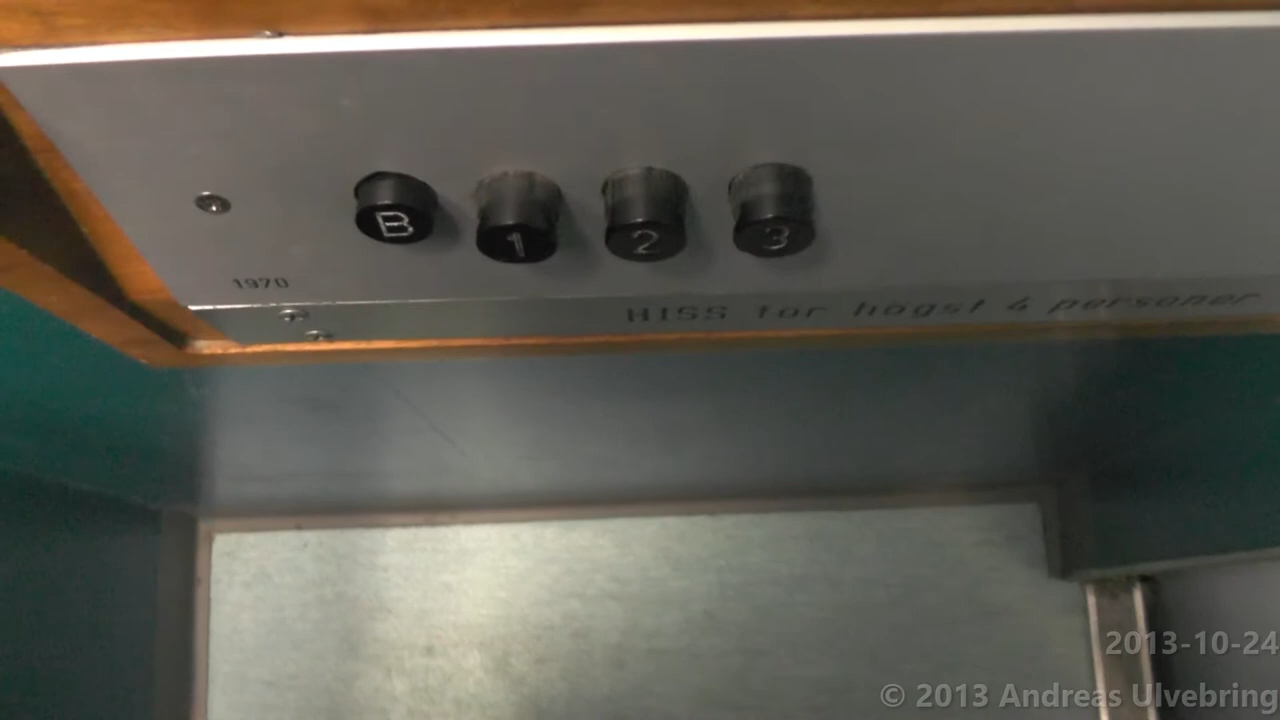 B 1 2 3
1970
HISS för högst 4 personer
2013-10-24
© 2013 Andreas Ulvebring